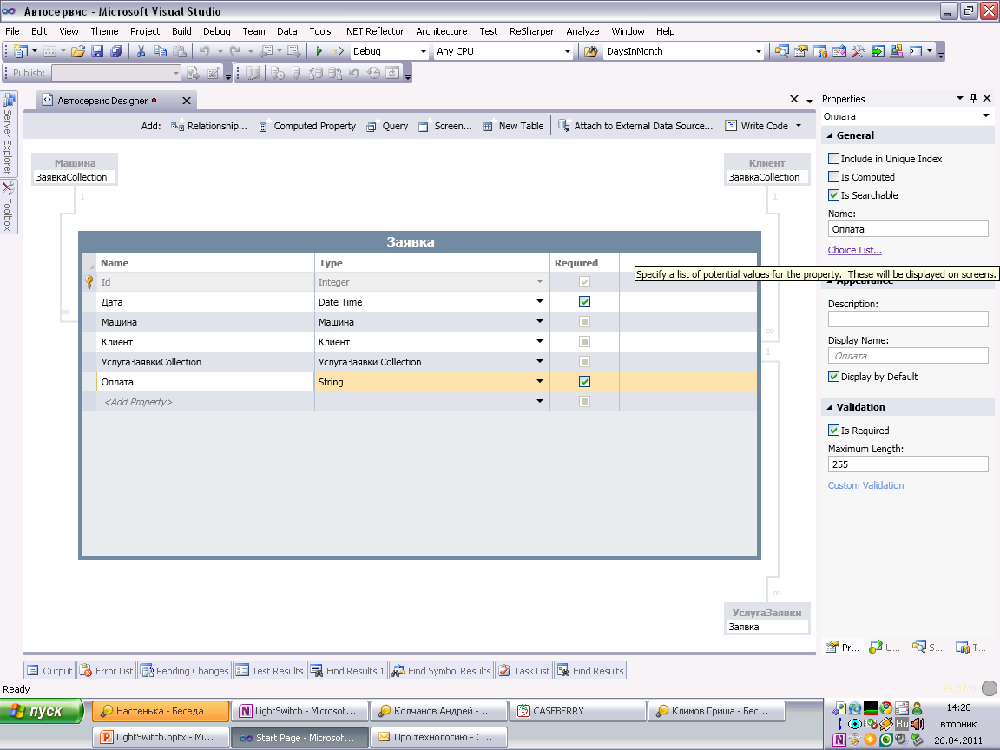 Автосервис - Microsoft Visual Studio
File Edit View Theme Project Build Debug Team Data Tools .NET Reflector Architecture Test ReSharper Analyze Window Help
Debug Any CPU DaysInMonth
Publish:
Автосервис Designer
Server Explorer
Toolbox
Add: Relationship... Computed Property Query Screen... New Table Attach to External Data Source... Write Code
Машина
ЗаявкаCollection
1
∞
Клиент
ЗаявкаCollection
1
∞
Заявка
Name Type Required
Id Integer
Дата Date Time
Машина Машина
Клиент Клиент
УслугаЗаявкиCollection УслугаЗаявки Collection
Оплата String
<Add Property>
1
∞
УслугаЗаявки
Заявка
Properties
Оплата
General
Include in Unique Index
Is Computed
Is Searchable
Name:
Оплата
Choice List...
Specify a list of potential values for the property. These will be displayed on screens.
Appearance
Description:
Display Name:
Оплата
Display by Default
Validation
Is Required
Maximum Length:
255
Custom Validation
Pr... U... S... T...
Output Error List Pending Changes Test Results Find Results 1 Find Symbol Results Task List Find Results
Ready
99,8 МБ
пуск
Настенька - Беседа LightSwitch - Microsof... Колчанов Андрей - ... CASEBERRY Климов Гриша - Бес...
LightSwitch.pptx - Mi... Start Page - Microsof... Про технологию - С...
Ru
14:20
вторник
26.04.2011